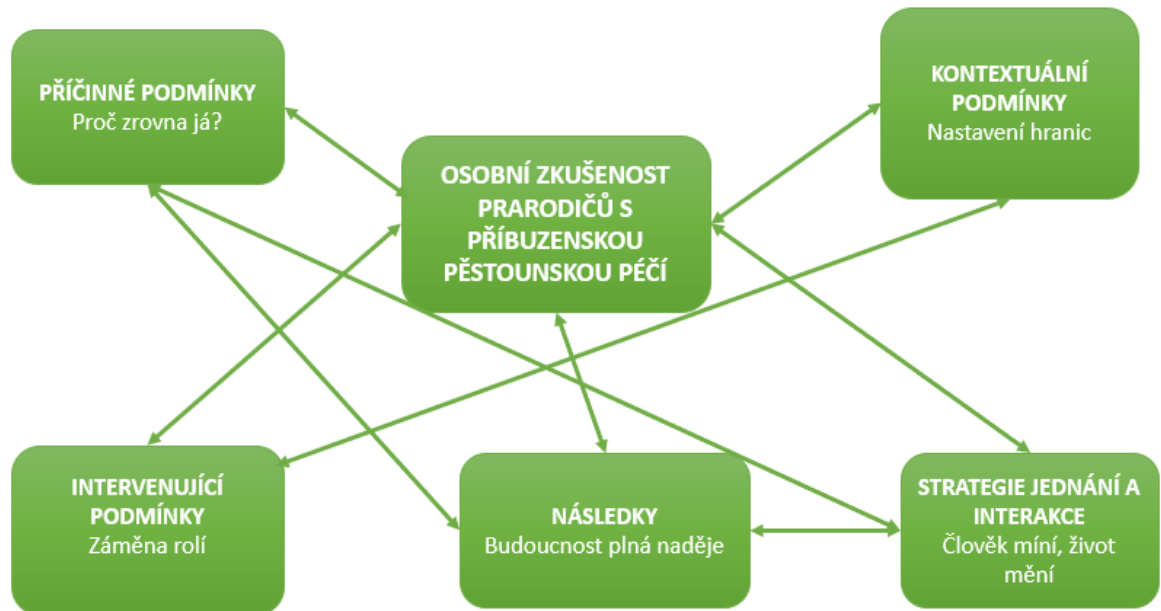 PŘÍČINNÉ PODMÍNKY
Proč zrovna já?
KONTEXTUÁLNÍ
PODMÍNKY
Nastavení hranic
OSOBNÍ ZKUŠENOST
PRARODIČŮ S
PŘÍBUZENSKOU
PĚSTOUNSKOU PÉČÍ
INTERVENUJÍCÍ
PODMÍNKY
Záměna rolí
NÁSLEDKY
Budoucnost plná naděje
STRATEGIE JEDNÁNÍ A
INTERAKCE
Člověk míní, život
mění